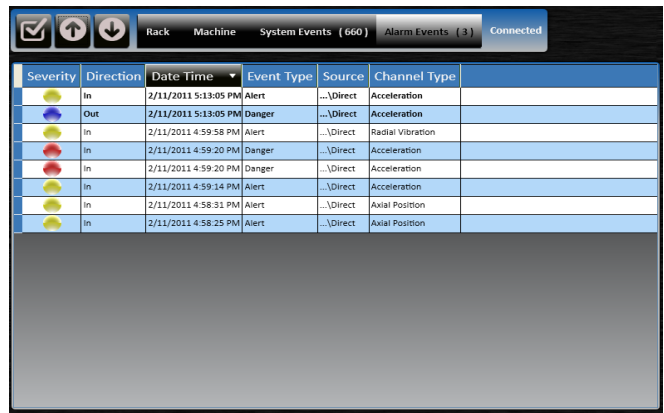 Rack Machine System Events ( 660 ) Alarm Events ( 3 ) Connected
Severity Direction Date Time Event Type Source Channel Type
In 2/11/2011 5:13:05 PM Alert ...\Direct Acceleration
Out 2/11/2011 5:13:05 PM Danger ...\Direct Acceleration
In 2/11/2011 4:59:58 PM Alert ...\Direct Radial Vibration
In 2/11/2011 4:59:20 PM Danger ...\Direct Acceleration
In 2/11/2011 4:59:20 PM Danger ...\Direct Acceleration
In 2/11/2011 4:59:14 PM Alert ...\Direct Acceleration
In 2/11/2011 4:58:31 PM Alert ...\Direct Axial Position
In 2/11/2011 4:58:25 PM Alert ...\Direct Axial Position